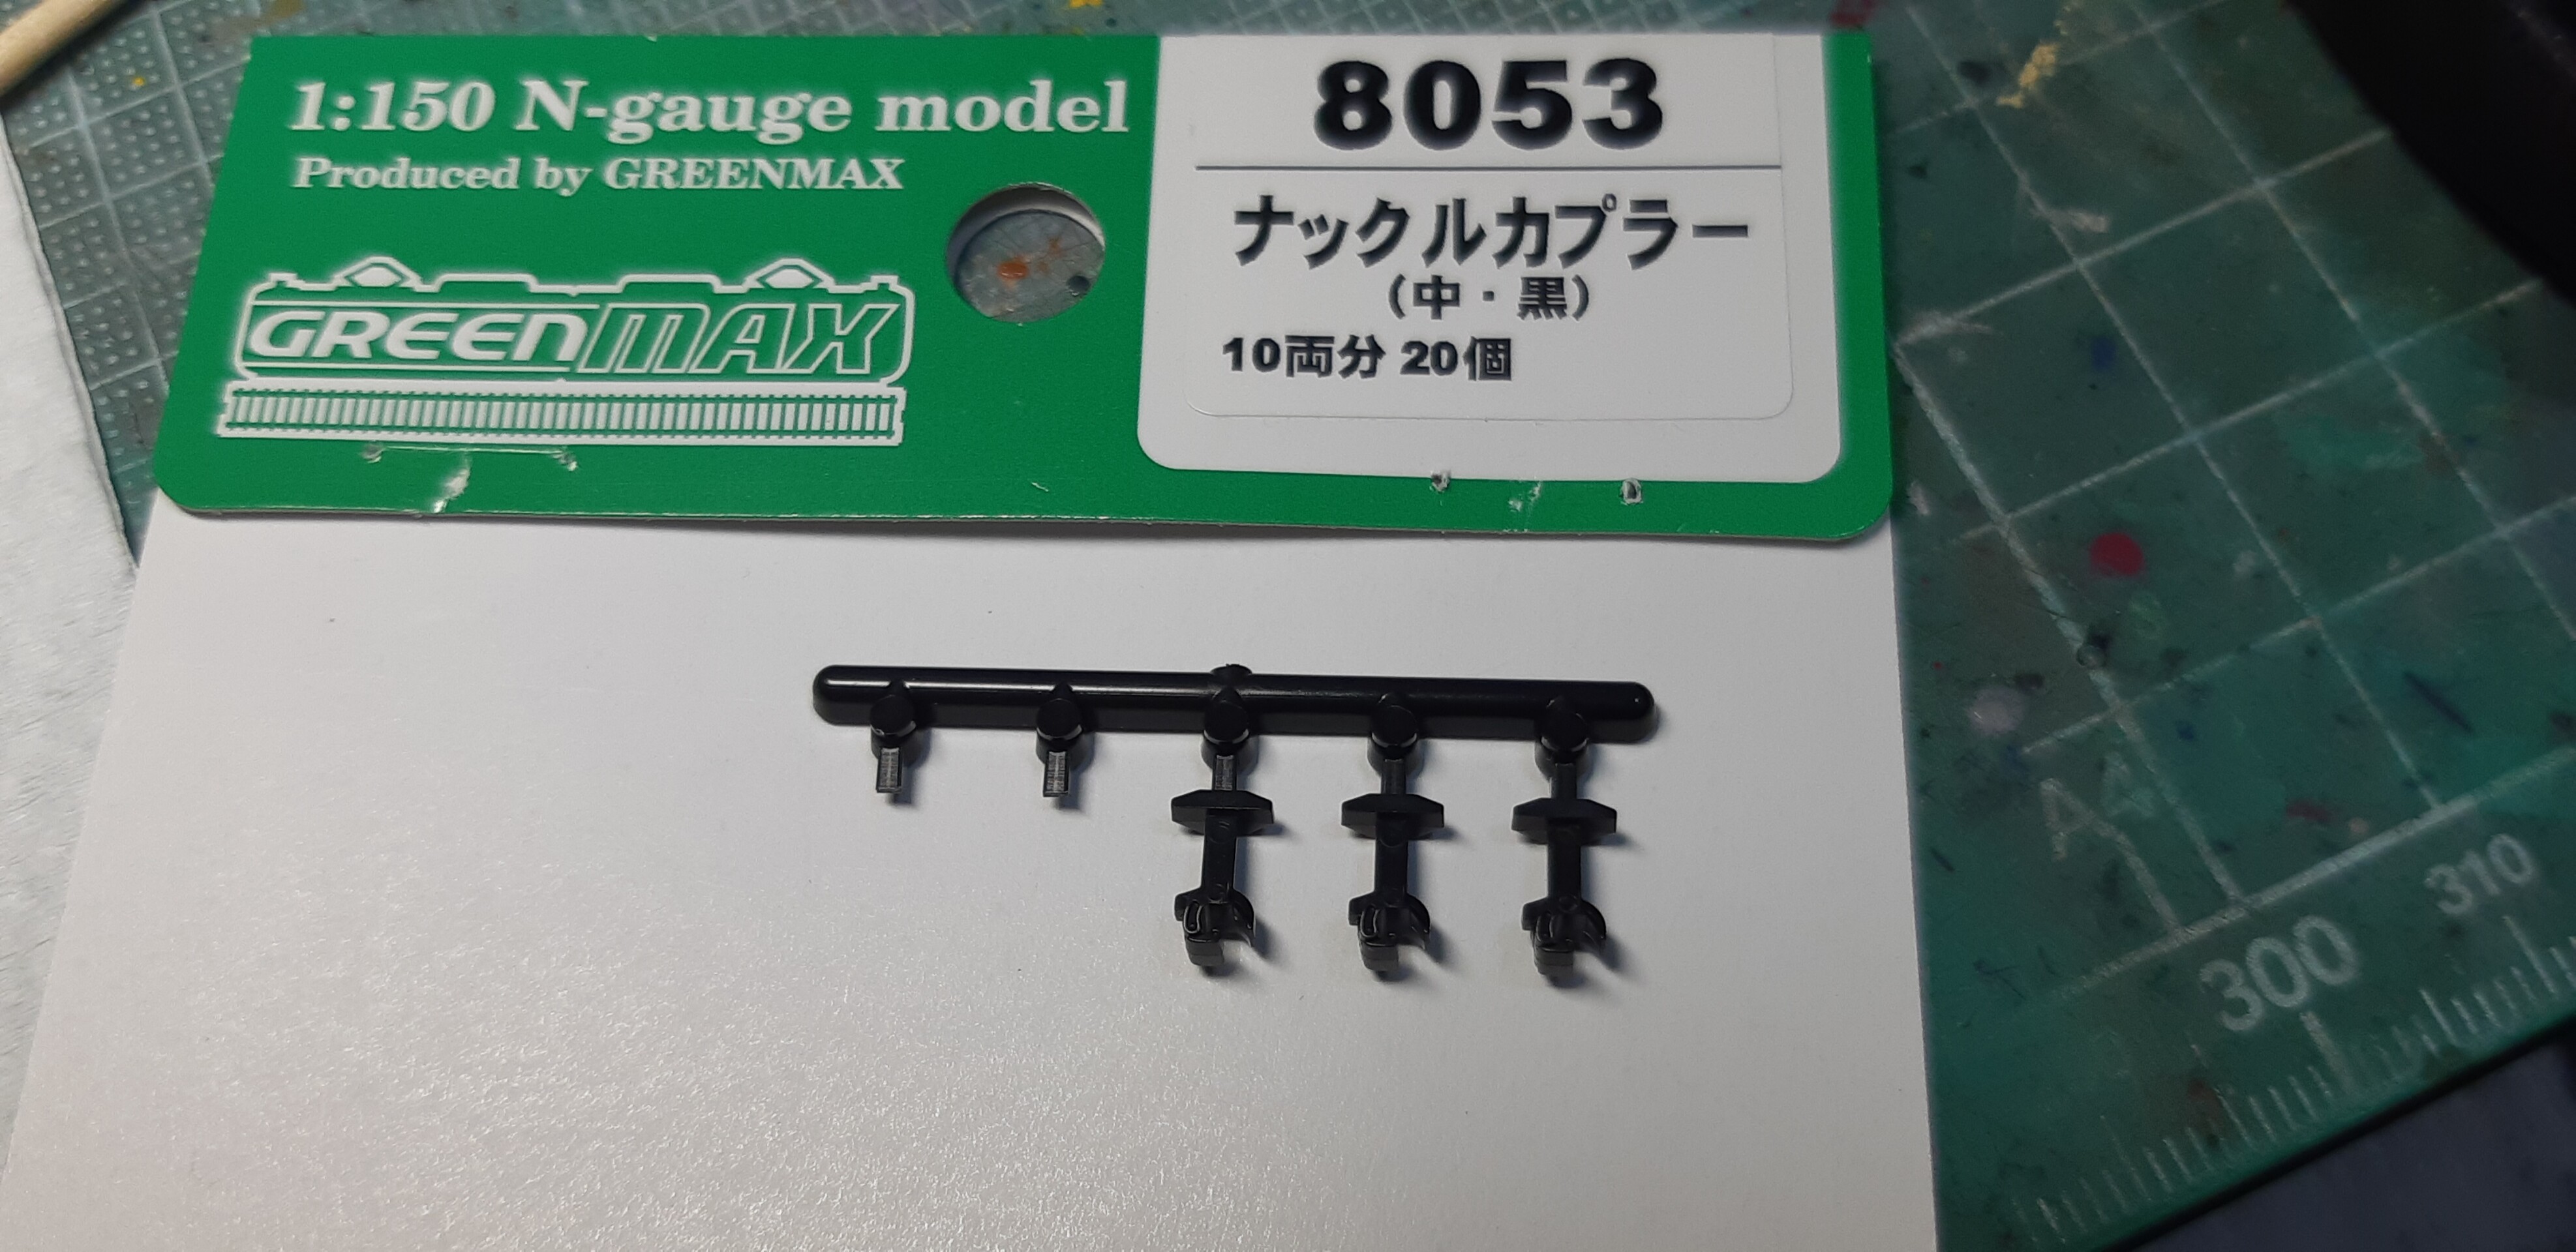 1:150 N-gauge model
Produced by GREENMAX
GREENMAX
8053
ナックルカプラー
(中・黒)
10両分 20個
A4
310
300